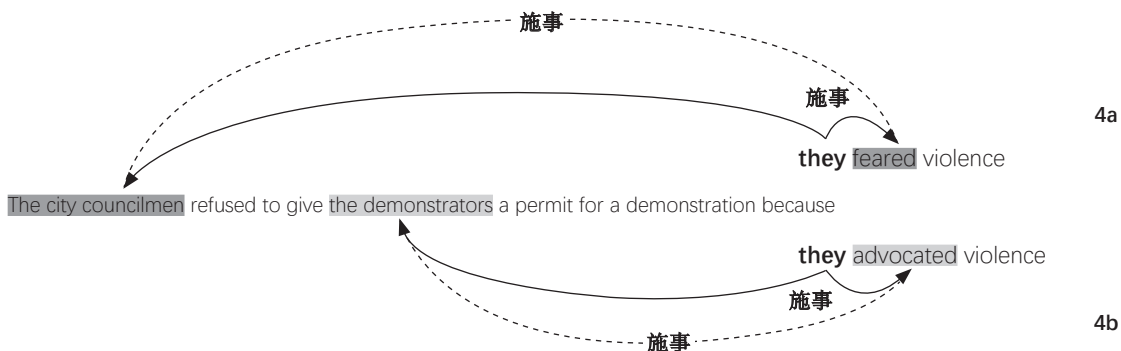 施事
施事
4a
they feared violence
The city councilmen refused to give the demonstrators a permit for a demonstration because
they advocated violence
施事
4b
施事